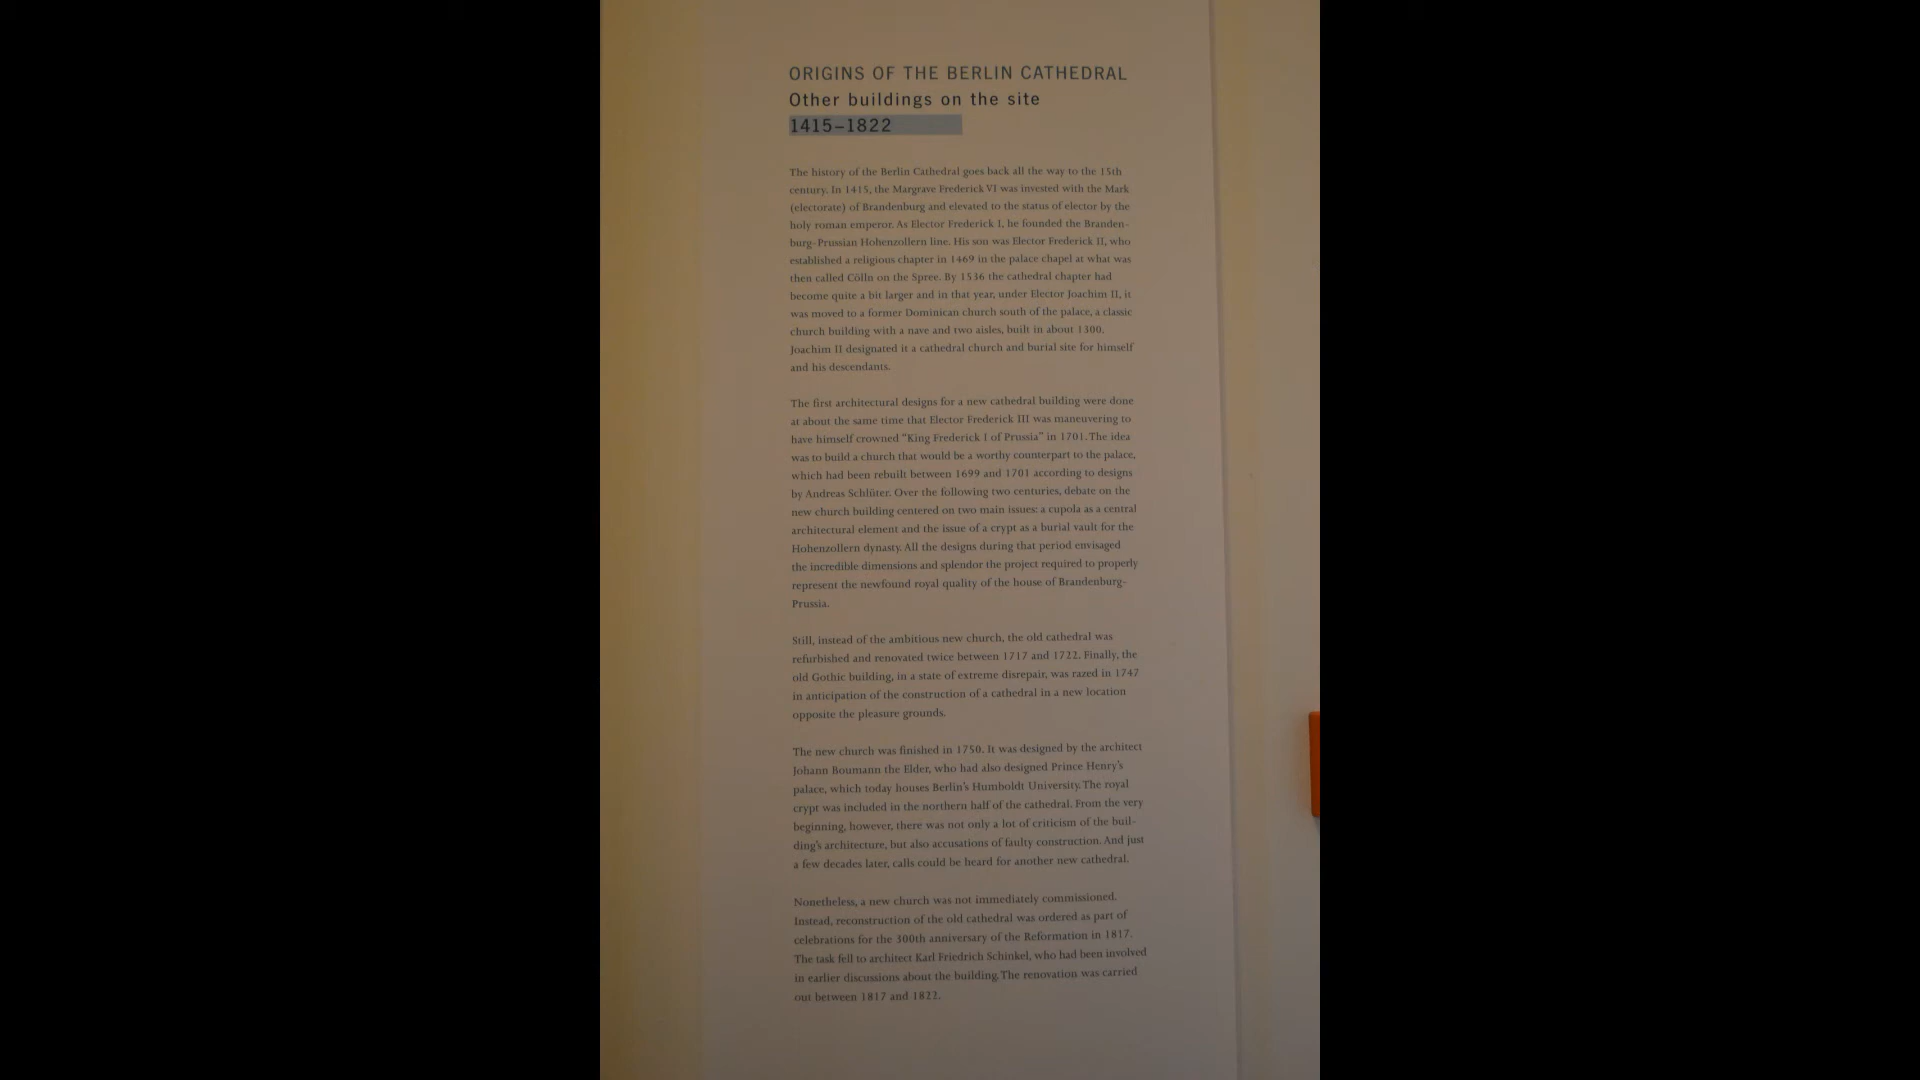 ORIGINS OF THE BERLIN CATHEDRAL
Other buildings on the site
1415–1822
The history of the Berlin Cathedral goes back all the way to the 15th
century. In 1415, the Margrave Frederick VI was invested with the Mark
(electorate) of Brandenburg and elevated to the status of elector by the
holy roman emperor. As Elector Frederick I, he founded the Branden-
burg-Prussian Hohenzollern line. His son was Elector Frederick II, who
established a religious chapter in 1469 in the palace chapel at what was
then called Cölln on the Spree. By 1536 the cathedral chapter had
become quite a bit larger and in that year, under Elector Joachim II, it
was moved to a former Dominican church south of the palace, a classic
church building with a nave and two aisles, built in about 1300.
Joachim II designated it a cathedral church and burial site for himself
and his descendants.
The first architectural designs for a new cathedral building were done
at about the same time that Elector Frederick III was maneuvering to
have himself crowned “King Frederick I of Prussia” in 1701. The idea
was to build a church that would be a worthy counterpart to the palace,
which had been rebuilt between 1699 and 1701 according to designs
by Andreas Schlüter. Over the following two centuries, debate on the
new church building centered on two main issues: a cupola as a central
architectural element and the issue of a crypt as a burial vault for the
Hohenzollern dynasty. All the designs during that period envisaged
the incredible dimensions and splendor the project required to properly
represent the newfound royal quality of the house of Brandenburg-
Prussia.
Still, instead of the ambitious new church, the old cathedral was
refurbished and renovated twice between 1717 and 1722. Finally, the
old Gothic building, in a state of extreme disrepair, was razed in 1747
in anticipation of the construction of a cathedral in a new location
opposite the pleasure grounds.
The new church was finished in 1750. It was designed by the architect
Johann Boumann the Elder, who had also designed Prince Henry’s
palace, which today houses Berlin’s Humboldt University. The royal
crypt was included in the northern half of the cathedral. From the very
beginning, however, there was not only a lot of criticism of the buil-
ding’s architecture, but also accusations of faulty construction. And just
a few decades later, calls could be heard for another new cathedral.
Nonetheless, a new church was not immediately commissioned.
Instead, reconstruction of the old cathedral was ordered as part of
celebrations for the 300th anniversary of the Reformation in 1817.
The task fell to architect Karl Friedrich Schinkel, who had been involved
in earlier discussions about the building. The renovation was carried
out between 1817 and 1822.